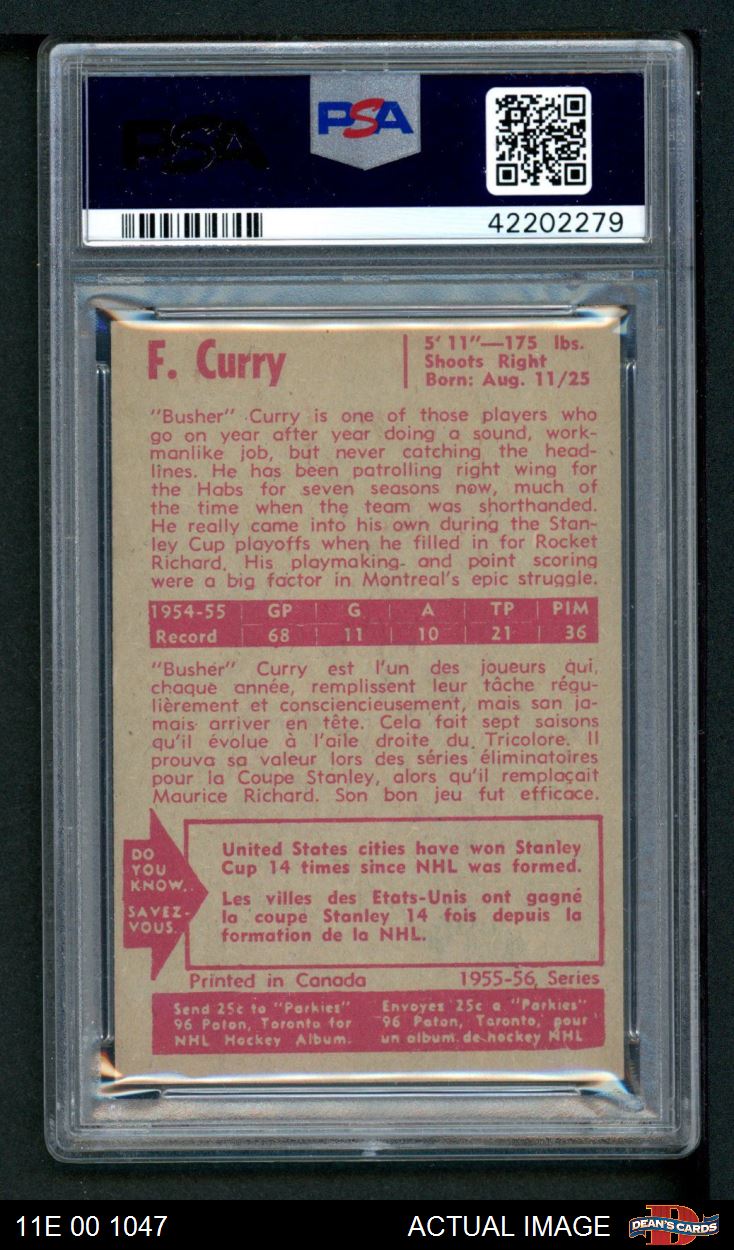 PSA
PSA
42202279
F. Curry
5' 11"—175 lbs.
Shoots Right
Born: Aug. 11/25
"Busher" Curry is one of those players who
go on year after year doing a sound, work-
manlike job, but never catching the head-
lines. He has been patrolling right wing for
the Habs for seven seasons now, much of
the time when the team was shorthanded.
He really came into his own during the Stan-
ley Cup playoffs when he filled in for Rocket
Richard. His playmaking and point scoring
were a big factor in Montreal's epic struggle.
1954-55 GP G A TP PIM
Record 68 11 10 21 36
"Busher" Curry est l'un des joueurs qui,
chaque année, remplissent leur tâche régu-
lièrement et consciencieusement, mais san ja-
mais arriver en tête. Cela fait sept saisons
qu'il évolue à l'aile droite du Tricolore. Il
prouva sa valeur lors des séries éliminatoires
pour la Coupe Stanley, alors qu'il remplaçait
Maurice Richard. Son bon jeu fut efficace.
DO
YOU
KNOW..
SAVEZ-
VOUS.
United States cities have won Stanley
Cup 14 times since NHL was formed.
Les villes des Etats-Unis ont gagné
la coupe Stanley 14 fois depuis la
formation de la NHL.
Printed in Canada 1955-56 Series
Send 25c to "Parkies"
96 Paton, Toronto for
NHL Hockey Album.
Envoyez 25c a "Parkies"
96 Paton, Toronto, pour
un album de hockey NHL
11E 00 1047 ACTUAL IMAGE
D
DEAN'S CARDS